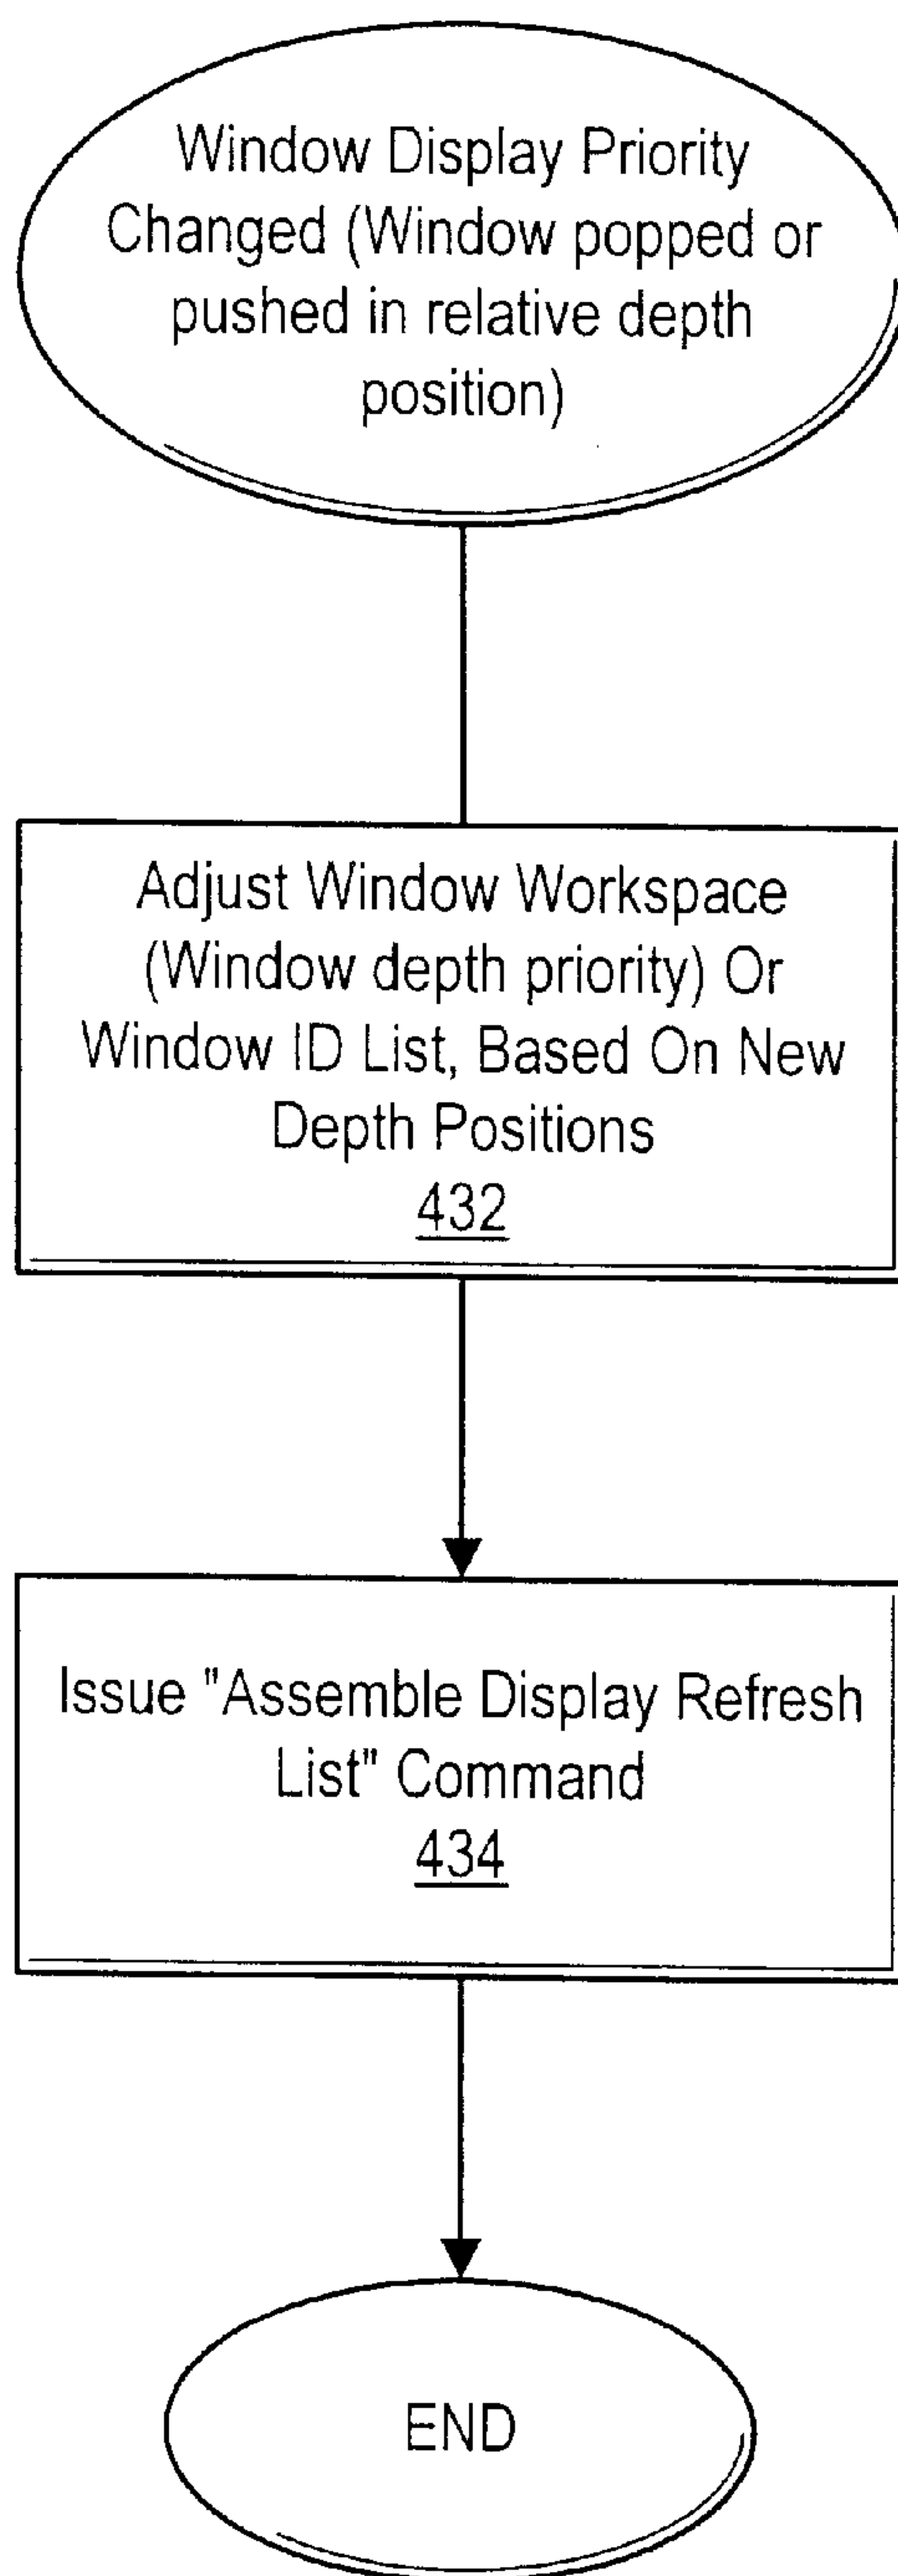 Window Display Priority
Changed (Window popped or
pushed in relative depth
position)
Adjust Window Workspace
(Window depth priority) Or
Window ID List, Based On New
Depth Positions
432
Issue "Assemble Display Refresh
List" Command
434
END